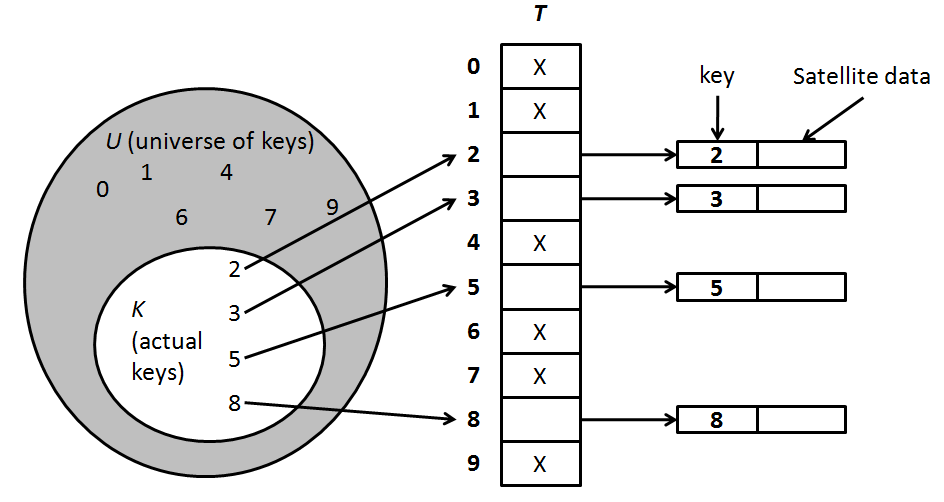 T
0 X
1 X
2
3
4 X
5
6 X
7 X
8
9 X
key
Satellite data
2
3
5
8
U (universe of keys)
0 1 4
6 7 9
K
(actual
keys)
2
3
5
8